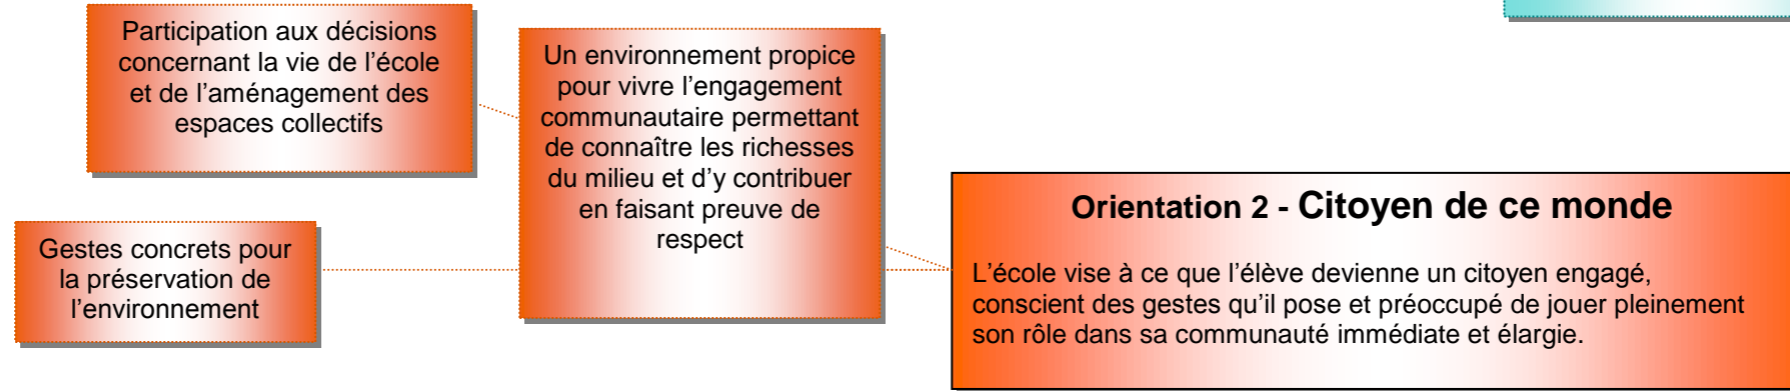 Participation aux décisions
concernant la vie de l'école
et de l'aménagement des
espaces collectifs
Un environnement propice
pour vivre l'engagement
communautaire permettant
de connaître les richesses
du milieu et d'y contribuer
en faisant preuve de
respect
Gestes concrets pour
la préservation de
l'environnement
Orientation 2 - Citoyen de ce monde
L'école vise à ce que l'élève devienne un citoyen engagé,
conscient des gestes qu'il pose et préoccupé de jouer pleinement
son rôle dans sa communauté immédiate et élargie.